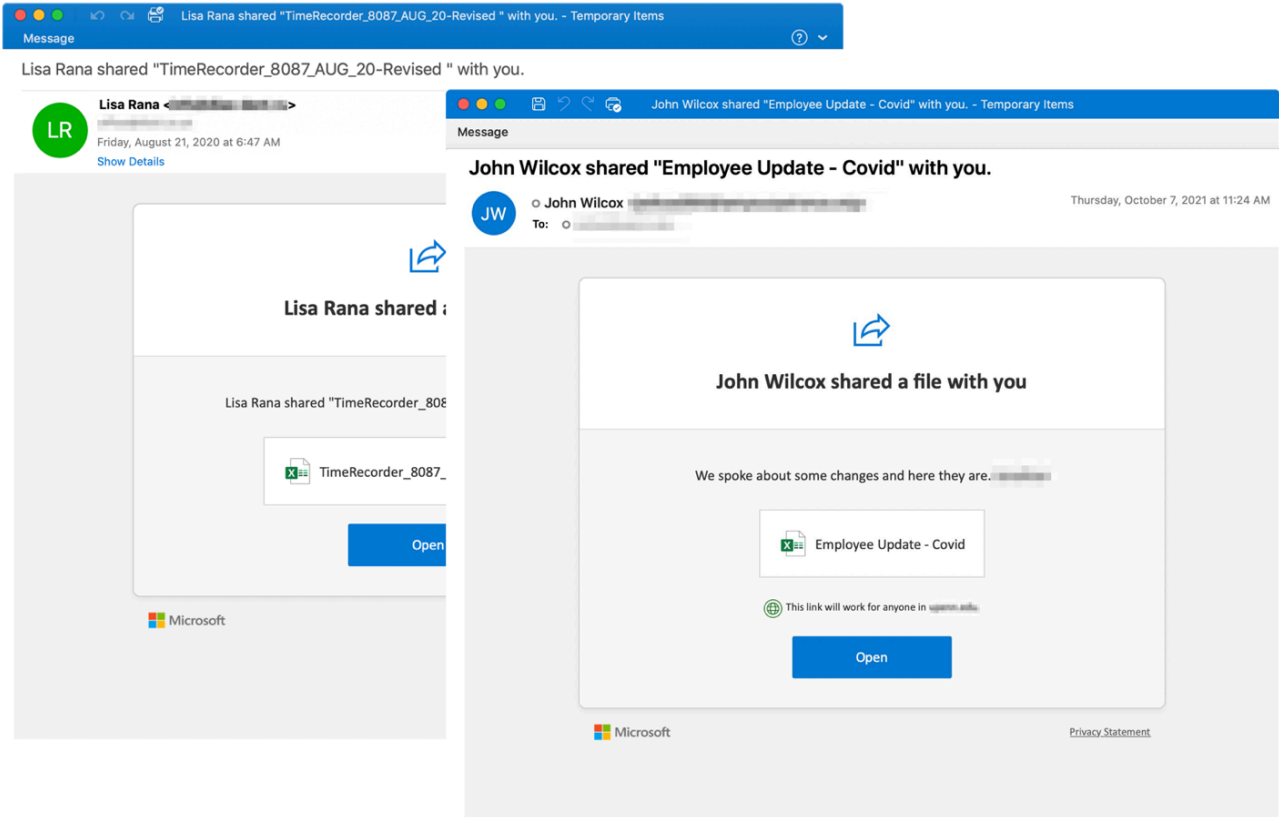 Lisa Rana shared "TimeRecorder_8087_AUG_20-Revised " with you. - Temporary Items
Message
Lisa Rana shared "TimeRecorder_8087_AUG_20-Revised " with you.
LR
Lisa Rana < >
Friday, August 21, 2020 at 6:47 AM
Show Details
Lisa Rana shared a
Lisa Rana shared "TimeRecorder_808
TimeRecorder_8087_
Open
Microsoft
John Wilcox shared "Employee Update - Covid" with you. - Temporary Items
Message
John Wilcox shared "Employee Update - Covid" with you.
JW
John Wilcox
Thursday, October 7, 2021 at 11:24 AM
To:
John Wilcox shared a file with you
We spoke about some changes and here they are.
Employee Update - Covid
This link will work for anyone in
Open
Microsoft
Privacy Statement